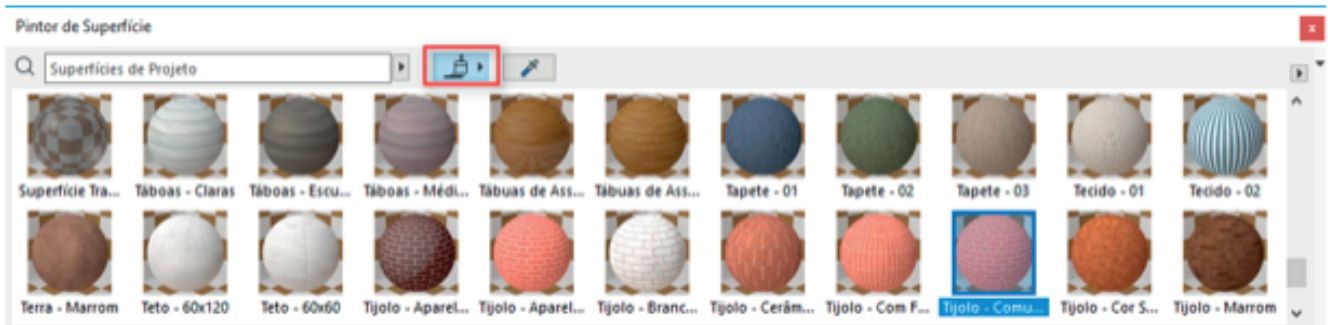 Pintor de Superfície
Superfícies de Projeto
Superfície Tra... Táboas - Claras Táboas - Escu... Táboas - Médi... Tábuas de Ass... Tábuas de Ass... Tapete - 01 Tapete - 02 Tapete - 03 Tecido - 01 Tecido - 02
Terra - Marrom Teto - 60x120 Teto - 60x60 Tijolo - Aparel... Tijolo - Aparel... Tijolo - Branc... Tijolo - Cerâm... Tijolo - Com F... Tijolo - Comu... Tijolo - Cor S... Tijolo - Marrom